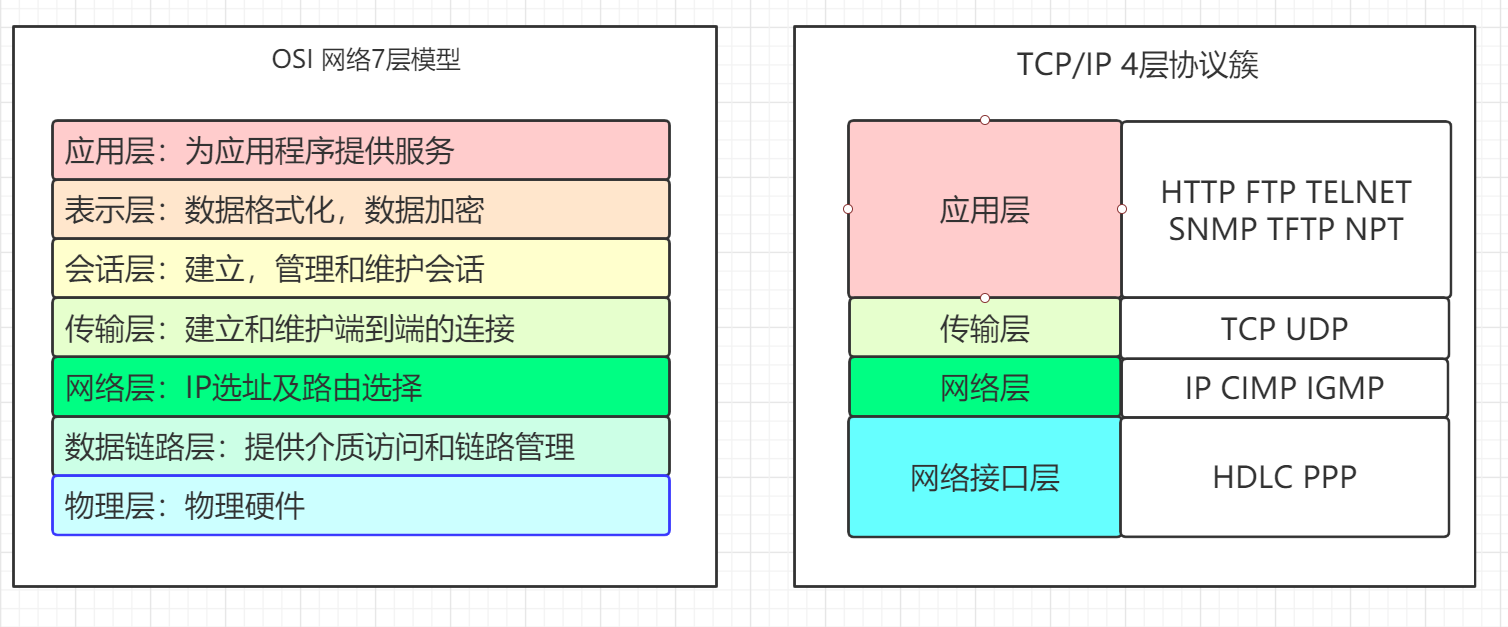 OSI 网络7层模型
应用层：为应用程序提供服务
表示层：数据格式化，数据加密
会话层：建立，管理和维护会话
传输层：建立和维护端到端的连接
网络层：IP选址及路由选择
数据链路层：提供介质访问和链路管理
物理层：物理硬件
TCP/IP 4层协议簇
应用层
HTTP FTP TELNET
SNMP TFTP NPT
传输层
TCP UDP
网络层
IP CIMP IGMP
网络接口层
HDLC PPP